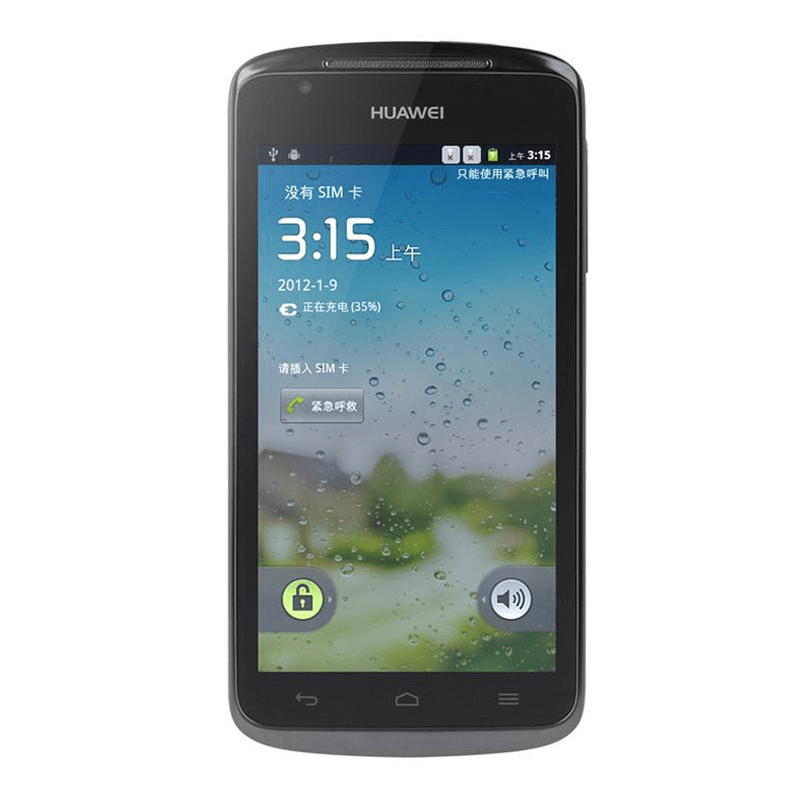 HUAWEI
上午 3:15
只能使用紧急呼叫
没有 SIM 卡
3:15 上午
2012-1-9
正在充电 (35%)
请插入 SIM 卡
紧急呼救